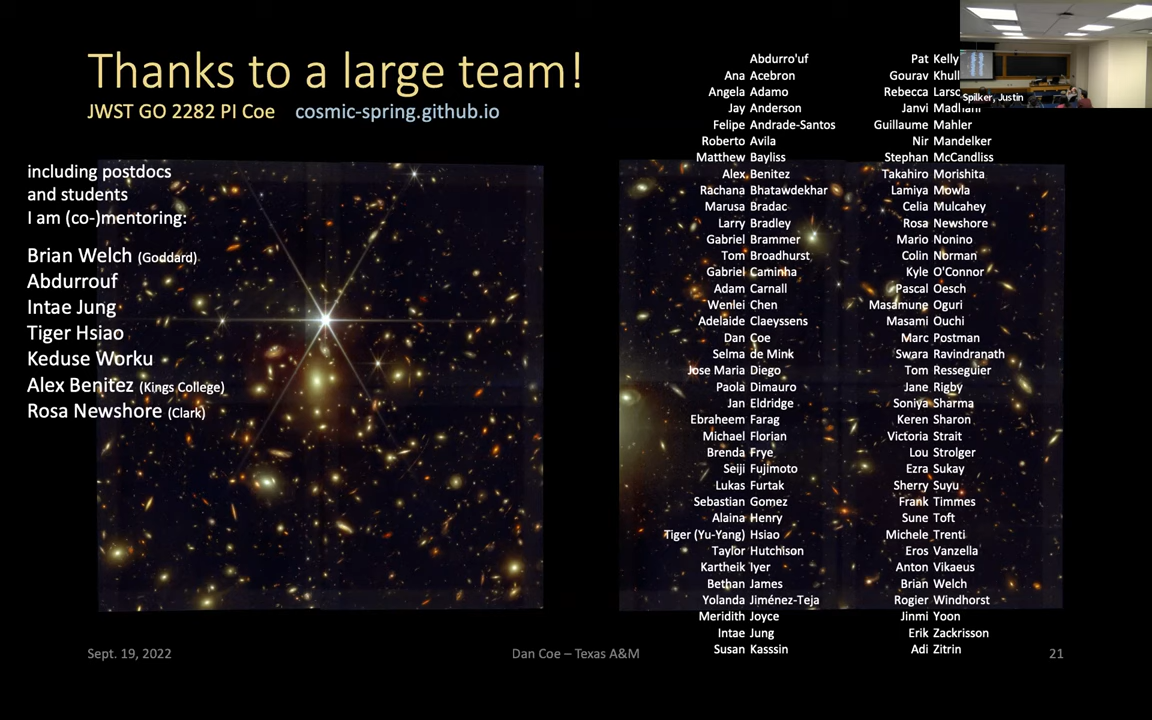 Thanks to a large team!
JWST GO 2282 PI Coe cosmic-spring.github.io
including postdocs
and students
I am (co-)mentoring:
Brian Welch (Goddard)
Abdurrouf
Intae Jung
Tiger Hsiao
Keduse Worku
Alex Benitez (Kings College)
Rosa Newshore (Clark)
Abdurro'uf
Ana Acebron
Angela Adamo
Jay Anderson
Felipe Andrade-Santos
Roberto Avila
Matthew Bayliss
Alex Benitez
Rachana Bhatawdekhar
Marusa Bradac
Larry Bradley
Gabriel Brammer
Tom Broadhurst
Gabriel Caminha
Adam Carnall
Wenlei Chen
Adelaide Claeyssens
Dan Coe
Selma de Mink
Jose Maria Diego
Paola Dimauro
Jan Eldridge
Ebraheem Farag
Michael Florian
Brenda Frye
Seiji Fujimoto
Lukas Furtak
Sebastian Gomez
Alaina Henry
Tiger (Yu-Yang) Hsiao
Taylor Hutchison
Kartheik Iyer
Bethan James
Yolanda Jiménez-Teja
Meridith Joyce
Intae Jung
Susan Kasssin
Pat Kelly
Gourav Khull
Rebecca Larso
Janvi Madhani
Guillaume Mahler
Nir Mandelker
Stephan McCandliss
Takahiro Morishita
Lamiya Mowla
Celia Mulcahey
Rosa Newshore
Mario Nonino
Colin Norman
Kyle O'Connor
Pascal Oesch
Masamune Oguri
Masami Ouchi
Marc Postman
Swara Ravindranath
Tom Resseguier
Jane Rigby
Soniya Sharma
Keren Sharon
Victoria Strait
Lou Strolger
Ezra Sukay
Sherry Suyu
Frank Timmes
Sune Toft
Michele Trenti
Eros Vanzella
Anton Vikaeus
Brian Welch
Rogier Windhorst
Jinmi Yoon
Erik Zackrisson
Adi Zitrin
Spilker, Justin
Sept. 19, 2022
Dan Coe – Texas A&M
21